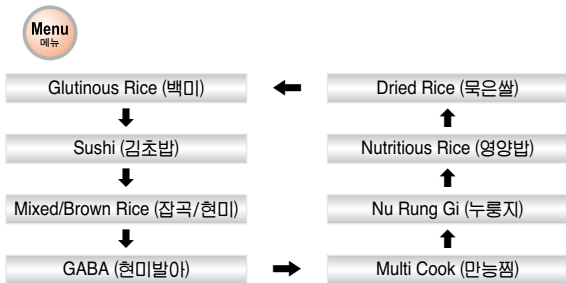 Menu
메뉴
Glutinous Rice (백미)
Dried Rice (묵은쌀)
Sushi (김초밥)
Nutritious Rice (영양밥)
Mixed/Brown Rice (잡곡/현미)
Nu Rung Gi (누룽지)
GABA (현미발아)
Multi Cook (만능찜)